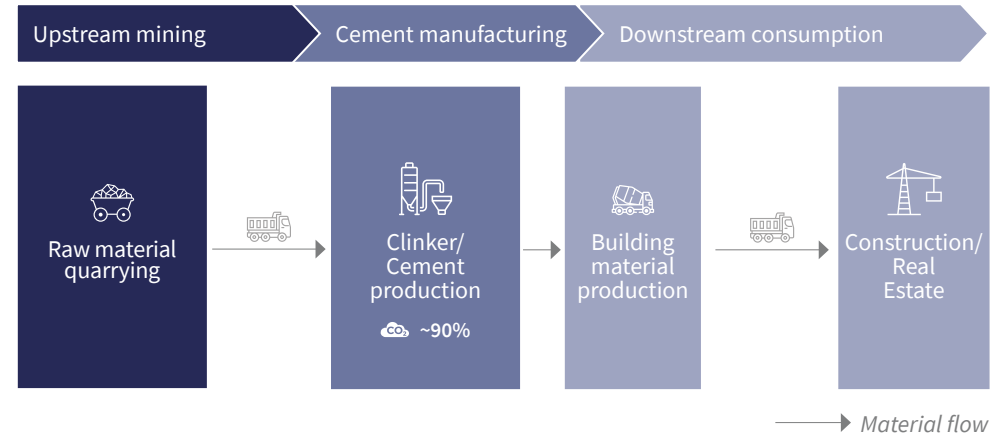 Upstream mining
Cement manufacturing
Downstream consumption
Raw material
quarrying
Clinker/
Cement
production
CO₂ ~90%
Building
material
production
Construction/
Real
Estate
Material flow